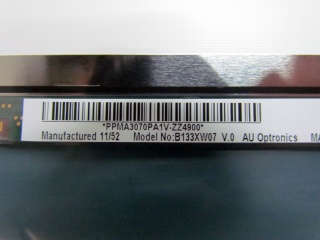 *PPMA3070PA1V-ZZ4900*
Manufactured 11/52 Model No:B133XW07 V.0 AU Optronics